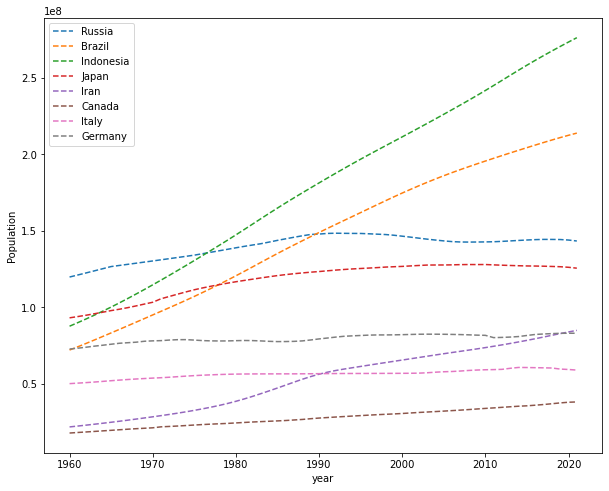 1e8
Russia
Brazil
Indonesia
Japan
Iran
Canada
Italy
Germany
2.5
2.0
1.5
1.0
0.5
Population
1960 1970 1980 1990 2000 2010 2020
year